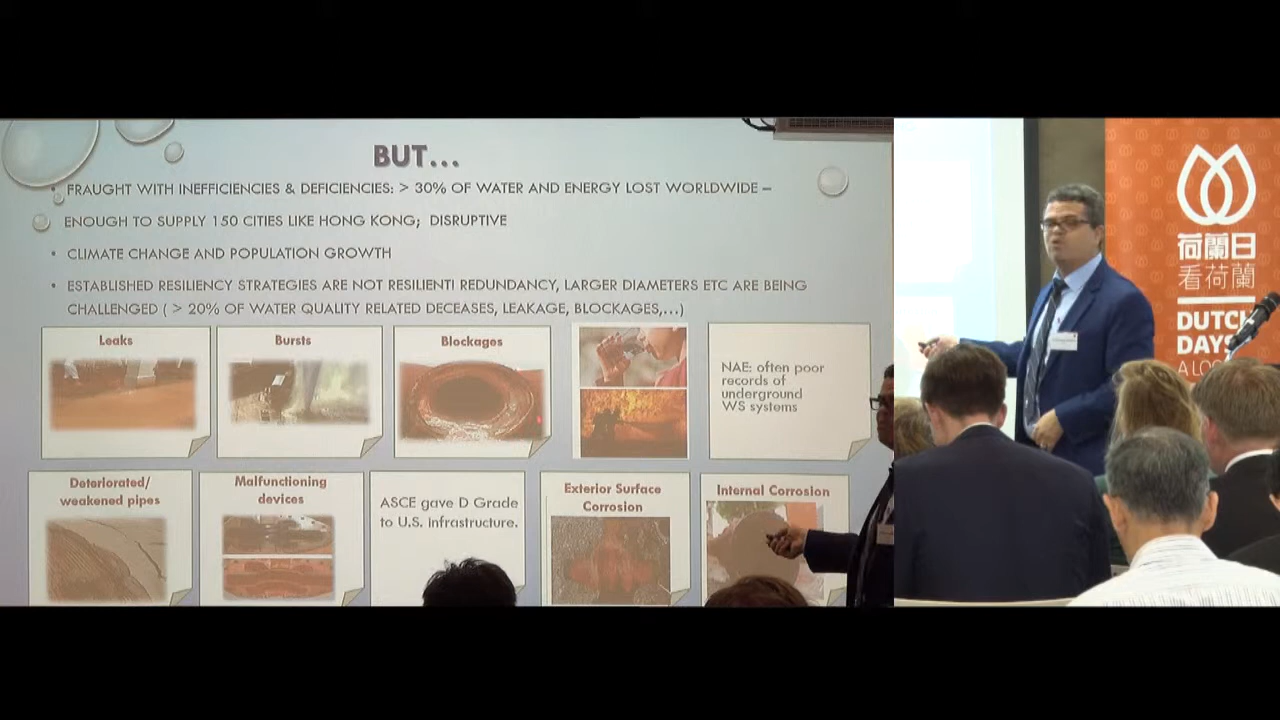 BUT...
• FRAUGHT WITH INEFFICIENCIES & DEFICIENCIES: > 30% OF WATER AND ENERGY LOST WORLDWIDE –
ENOUGH TO SUPPLY 150 CITIES LIKE HONG KONG; DISRUPTIVE
• CLIMATE CHANGE AND POPULATION GROWTH
• ESTABLISHED RESILIENCY STRATEGIES ARE NOT RESILIENT! REDUNDANCY, LARGER DIAMETERS ETC ARE BEING
CHALLENGED ( > 20% OF WATER QUALITY RELATED DECEASES, LEAKAGE, BLOCKAGES,...)
Leaks
Bursts
Blockages
NAE: often poor
records of
underground
WS systems
Deteriorated/
weakened pipes
Malfunctioning
devices
ASCE gave D Grade
to U.S. infrastructure.
Exterior Surface
Corrosion
Internal Corrosion
荷蘭日
看荷蘭
DUTCH
DAYS
A